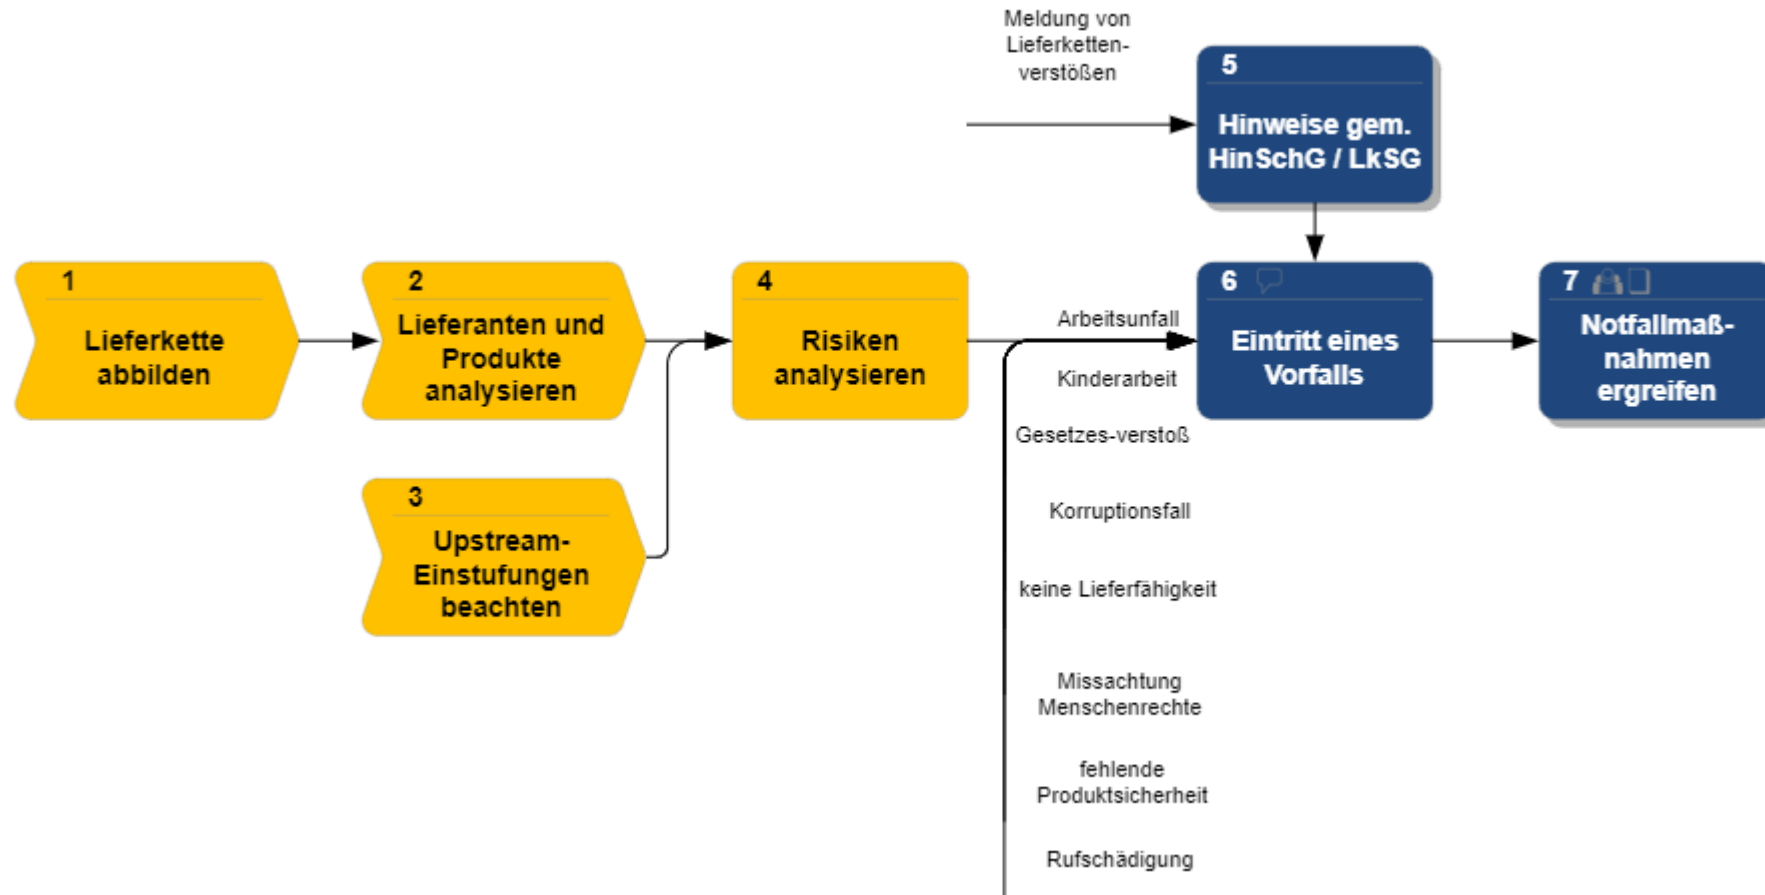 Meldung von
Lieferketten-
verstößen
5
Hinweise gem.
HinSchG / LkSG
1
Lieferkette
abbilden
2
Lieferanten und
Produkte
analysieren
3
Upstream-
Einstufungen
beachten
4
Risiken
analysieren
Arbeitsunfall
Kinderarbeit
Gesetzes-verstoß
Korruptionsfall
keine Lieferfähigkeit
Missachtung
Menschenrechte
fehlende
Produktsicherheit
Rufschädigung
6
Eintritt eines
Vorfalls
7
Notfallmaß-
nahmen
ergreifen